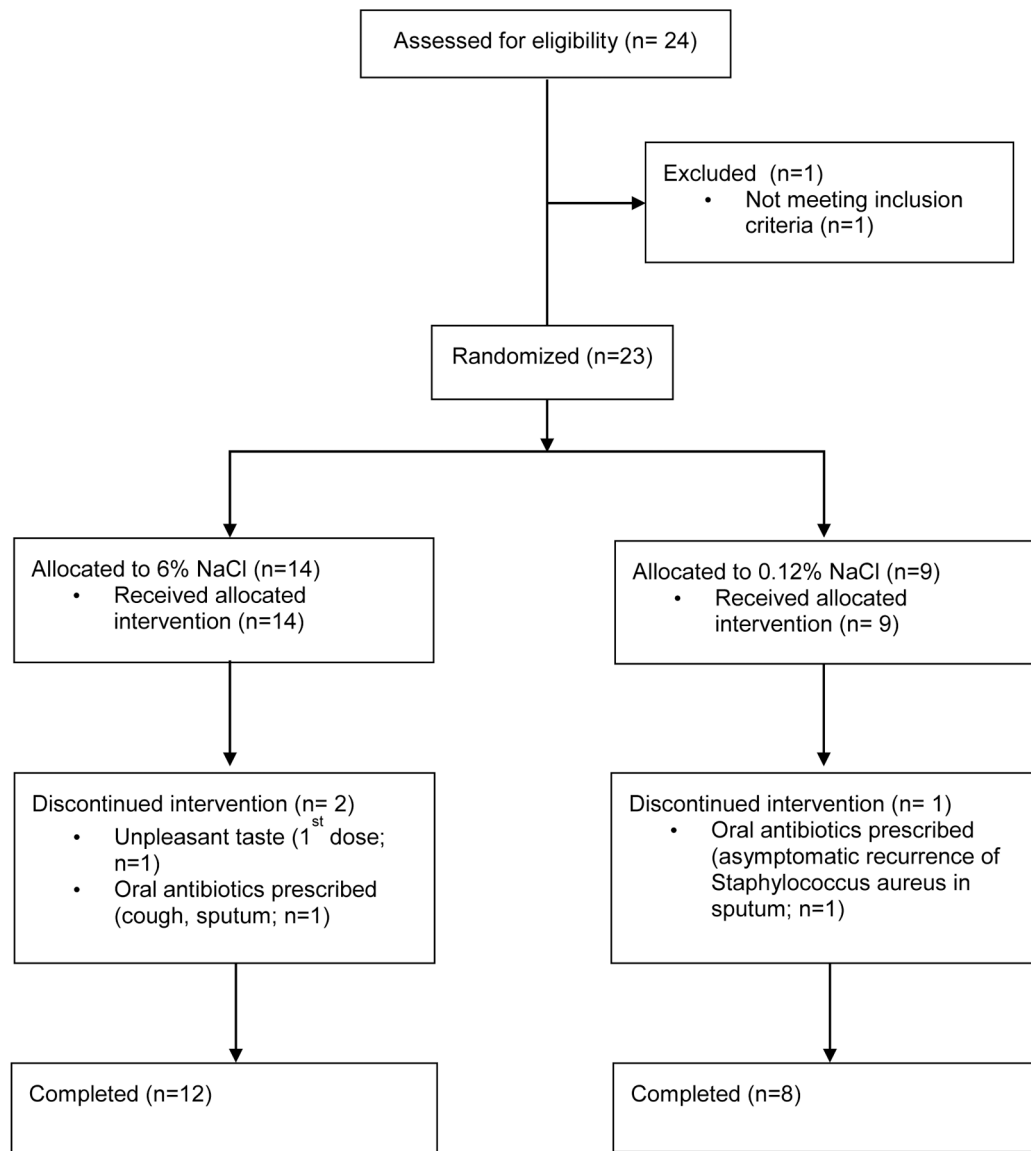 Assessed for eligibility (n= 24)
Excluded  (n=1)
• Not meeting inclusion
criteria (n=1)
Randomized (n=23)
Allocated to 6% NaCl (n=14)
• Received allocated
intervention (n=14)
Allocated to 0.12% NaCl (n=9)
• Received allocated
intervention (n= 9)
Discontinued intervention (n= 2)
• Unpleasant taste (1st dose;
n=1)
• Oral antibiotics prescribed
(cough, sputum; n=1)
Discontinued intervention (n= 1)
• Oral antibiotics prescribed
(asymptomatic recurrence of
Staphylococcus aureus in
sputum; n=1)
Completed (n=12)
Completed (n=8)